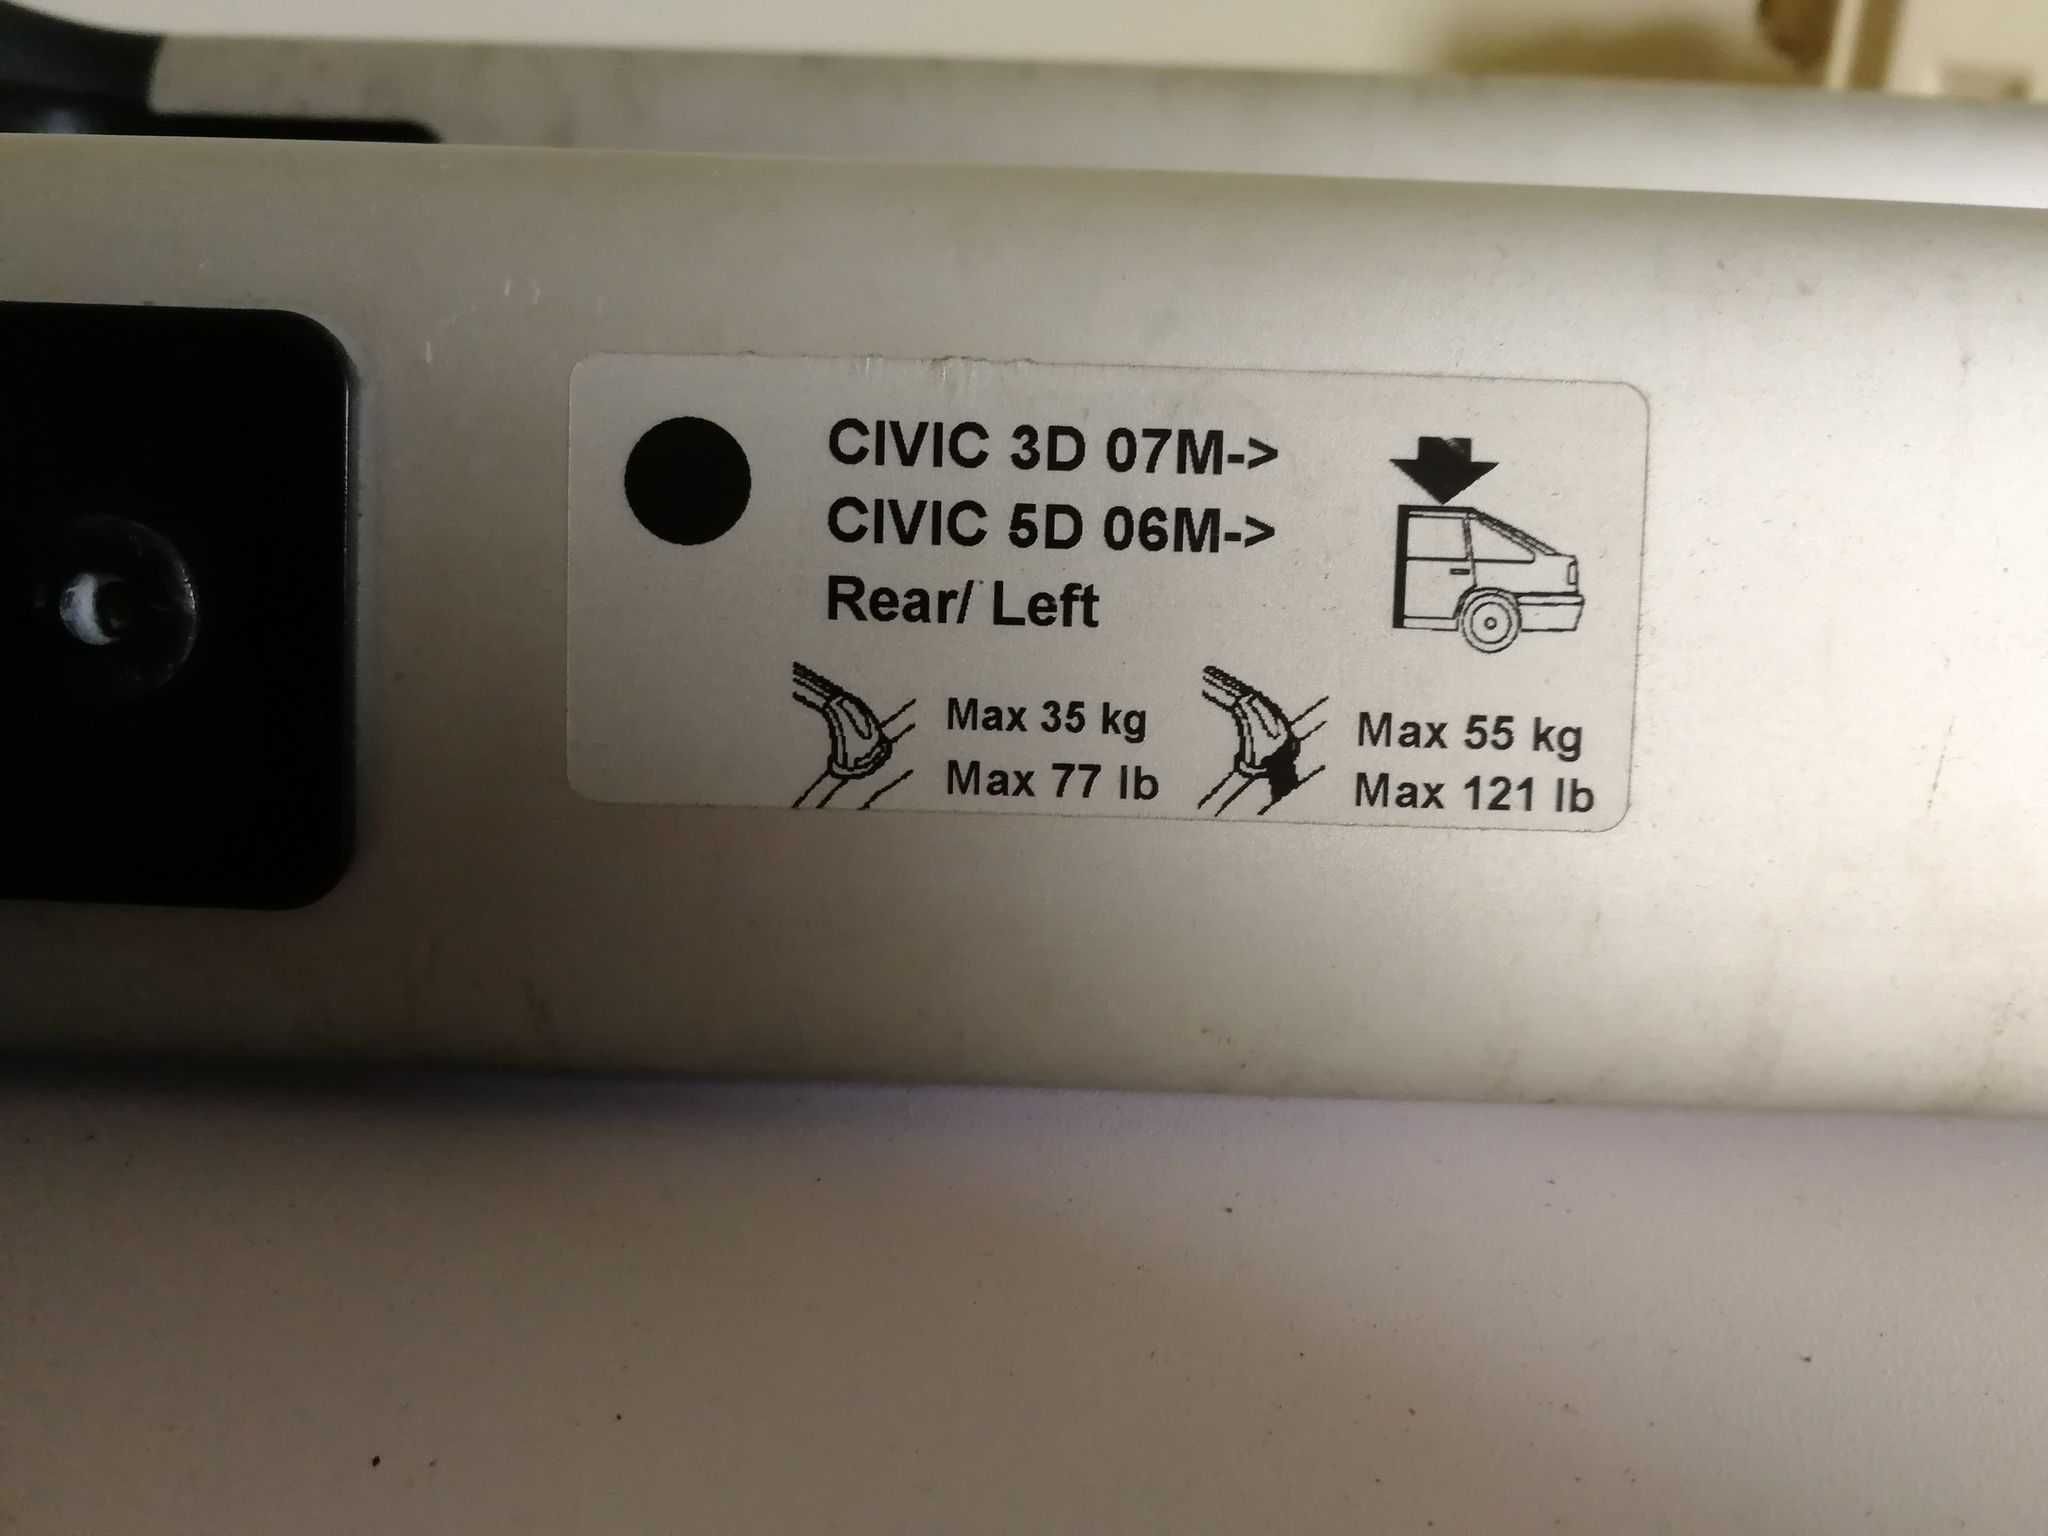 CIVIC 3D 07M->
CIVIC 5D 06M->
Rear/ Left
Max 35 kg
Max 77 lb
Max 55 kg
Max 121 lb